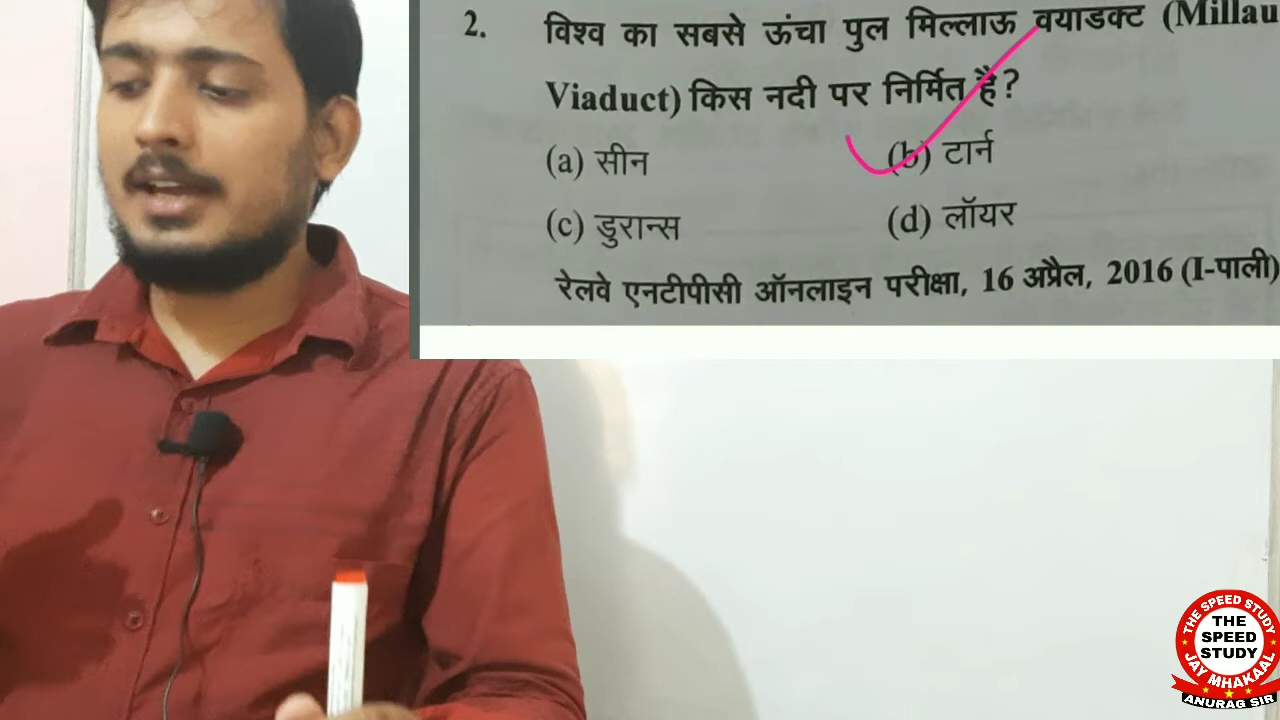 2. विश्व का सबसे ऊंचा पुल मिल्लाऊ वयाडक्ट (Millau
Viaduct) किस नदी पर निर्मित है?
(a) सीन (b) टार्न
(c) डुरान्स (d) लॉयर
रेलवे एनटीपीसी ऑनलाइन परीक्षा, 16 अप्रैल, 2016 (I-पाली)
THE SPEED STUDY
THE
SPEED
STUDY
JAY MHAKAAL
ANURAG SIR